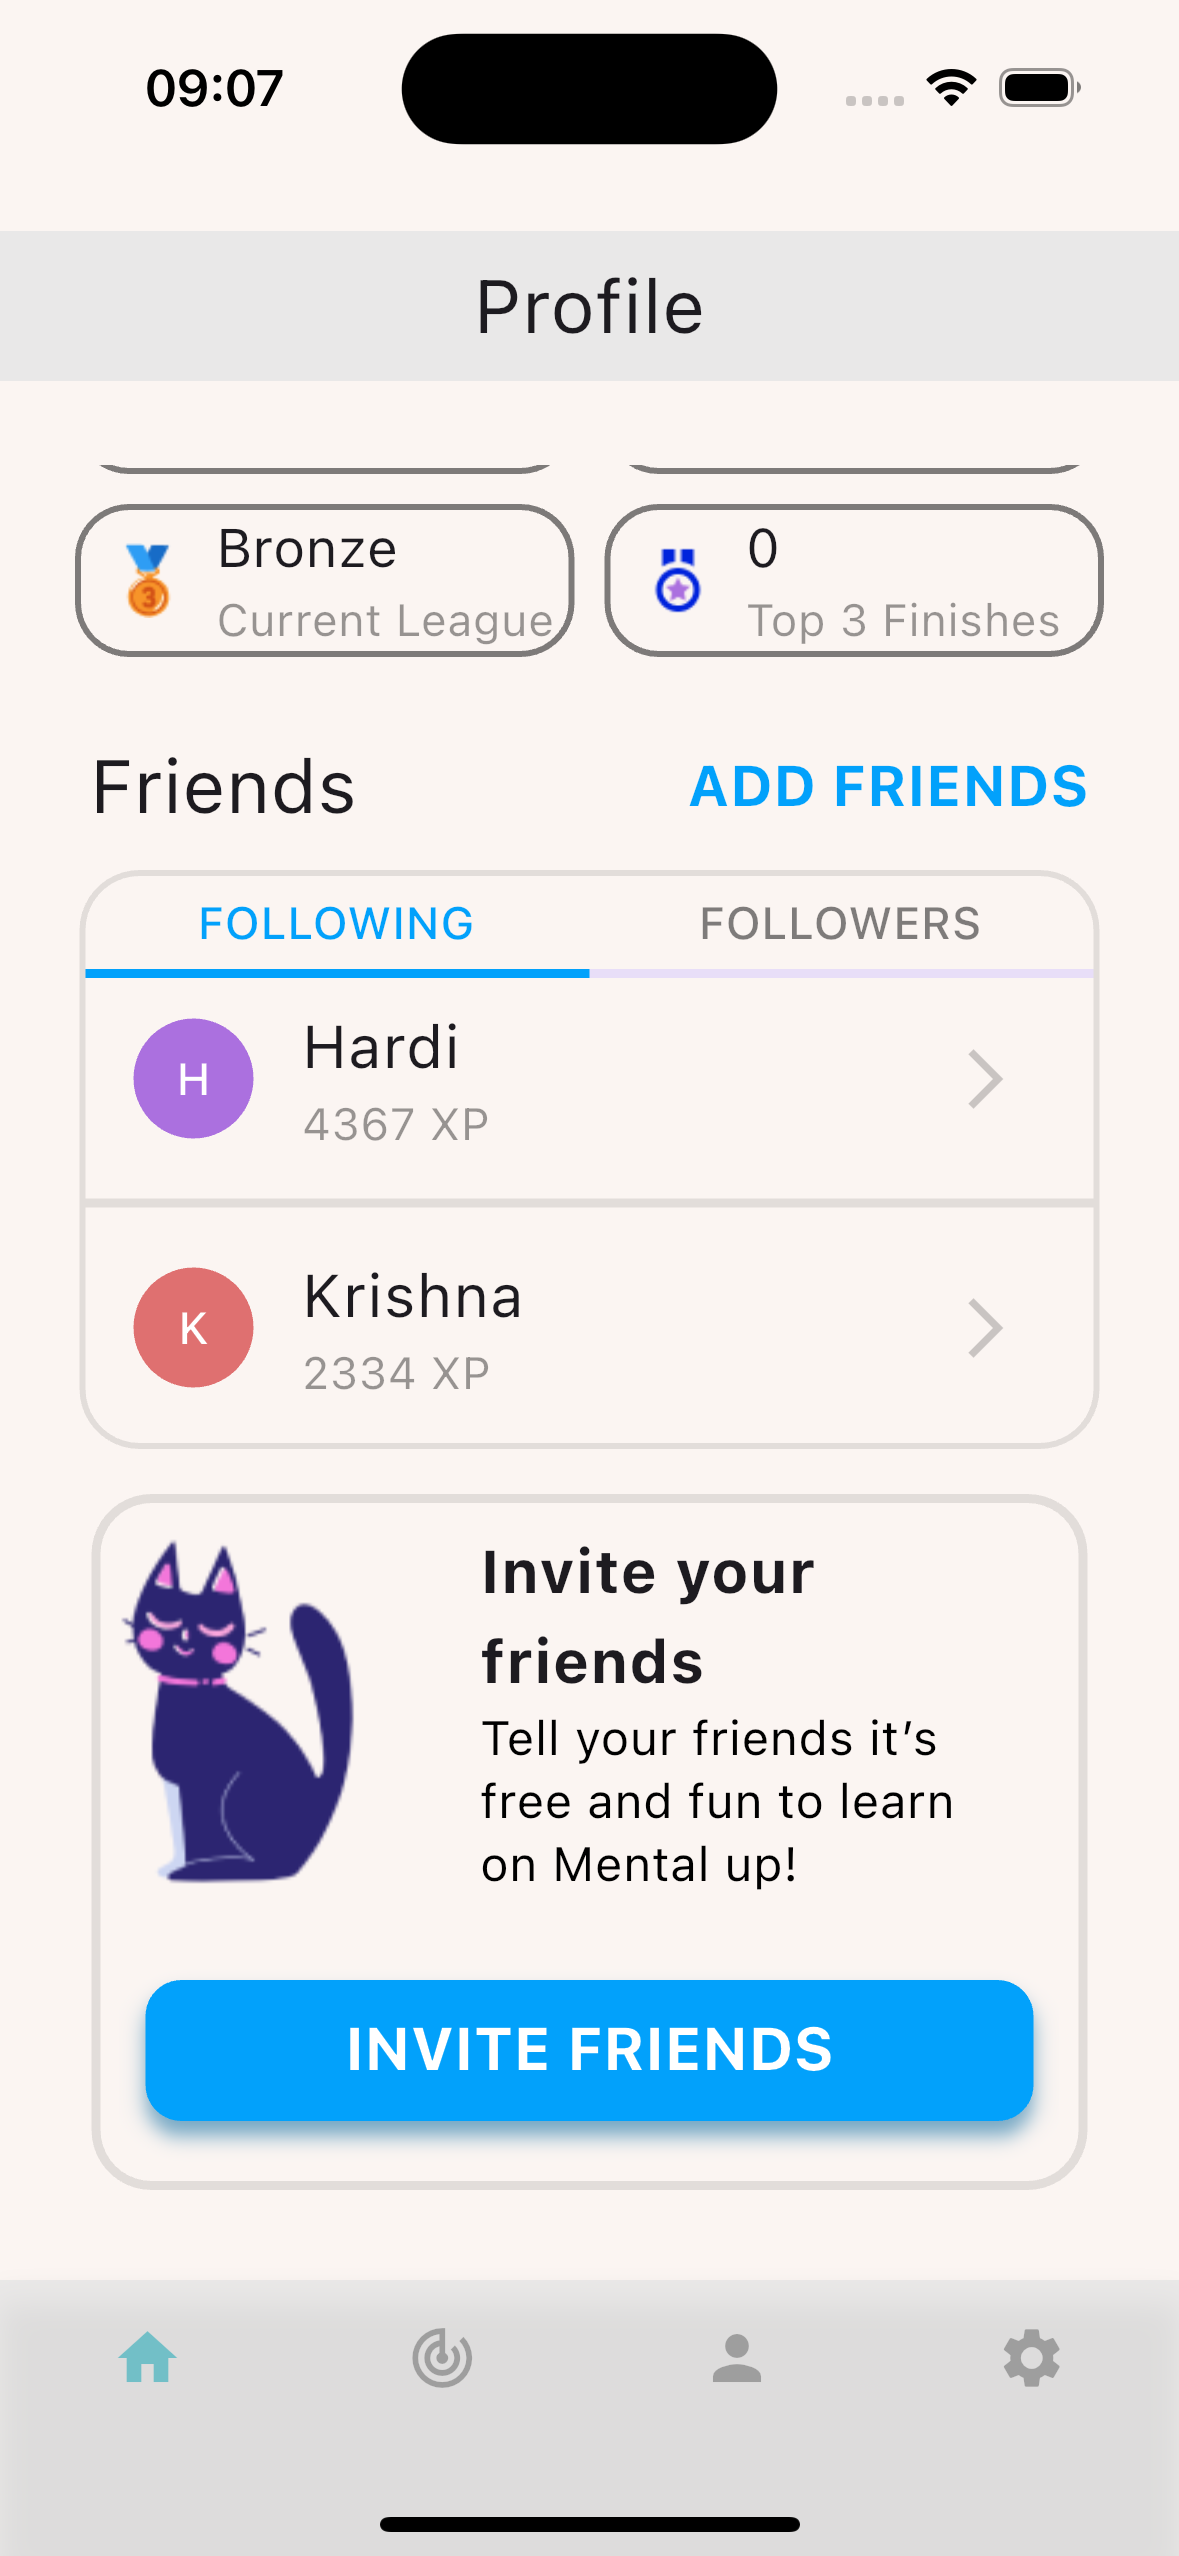 09:07
Profile
Bronze
Current League
3
0
Top 3 Finishes
Friends
ADD FRIENDS
FOLLOWING
FOLLOWERS
H
Hardi
4367 XP
K
Krishna
2334 XP
Invite your
friends
Tell your friends it’s
free and fun to learn
on Mental up!
INVITE FRIENDS